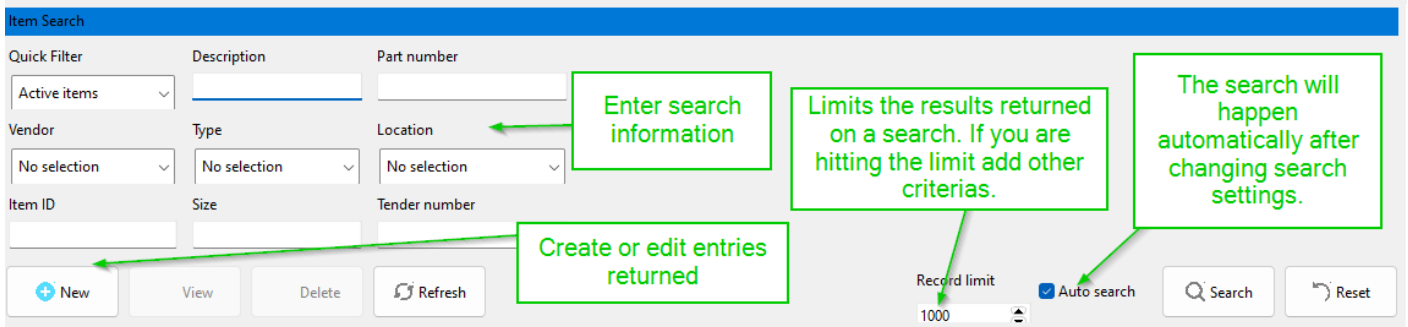 Item Search
Quick Filter
Description
Part number
Active items
Vendor
Type
Location
No selection
No selection
No selection
Item ID
Size
Tender number
New
View
Delete
Refresh
Record limit
1000
Auto search
Search
Reset
Enter search
information
Limits the results returned
on a search. If you are
hitting the limit add other
criterias.
The search will
happen
automatically after
changing search
settings.
Create or edit entries
returned